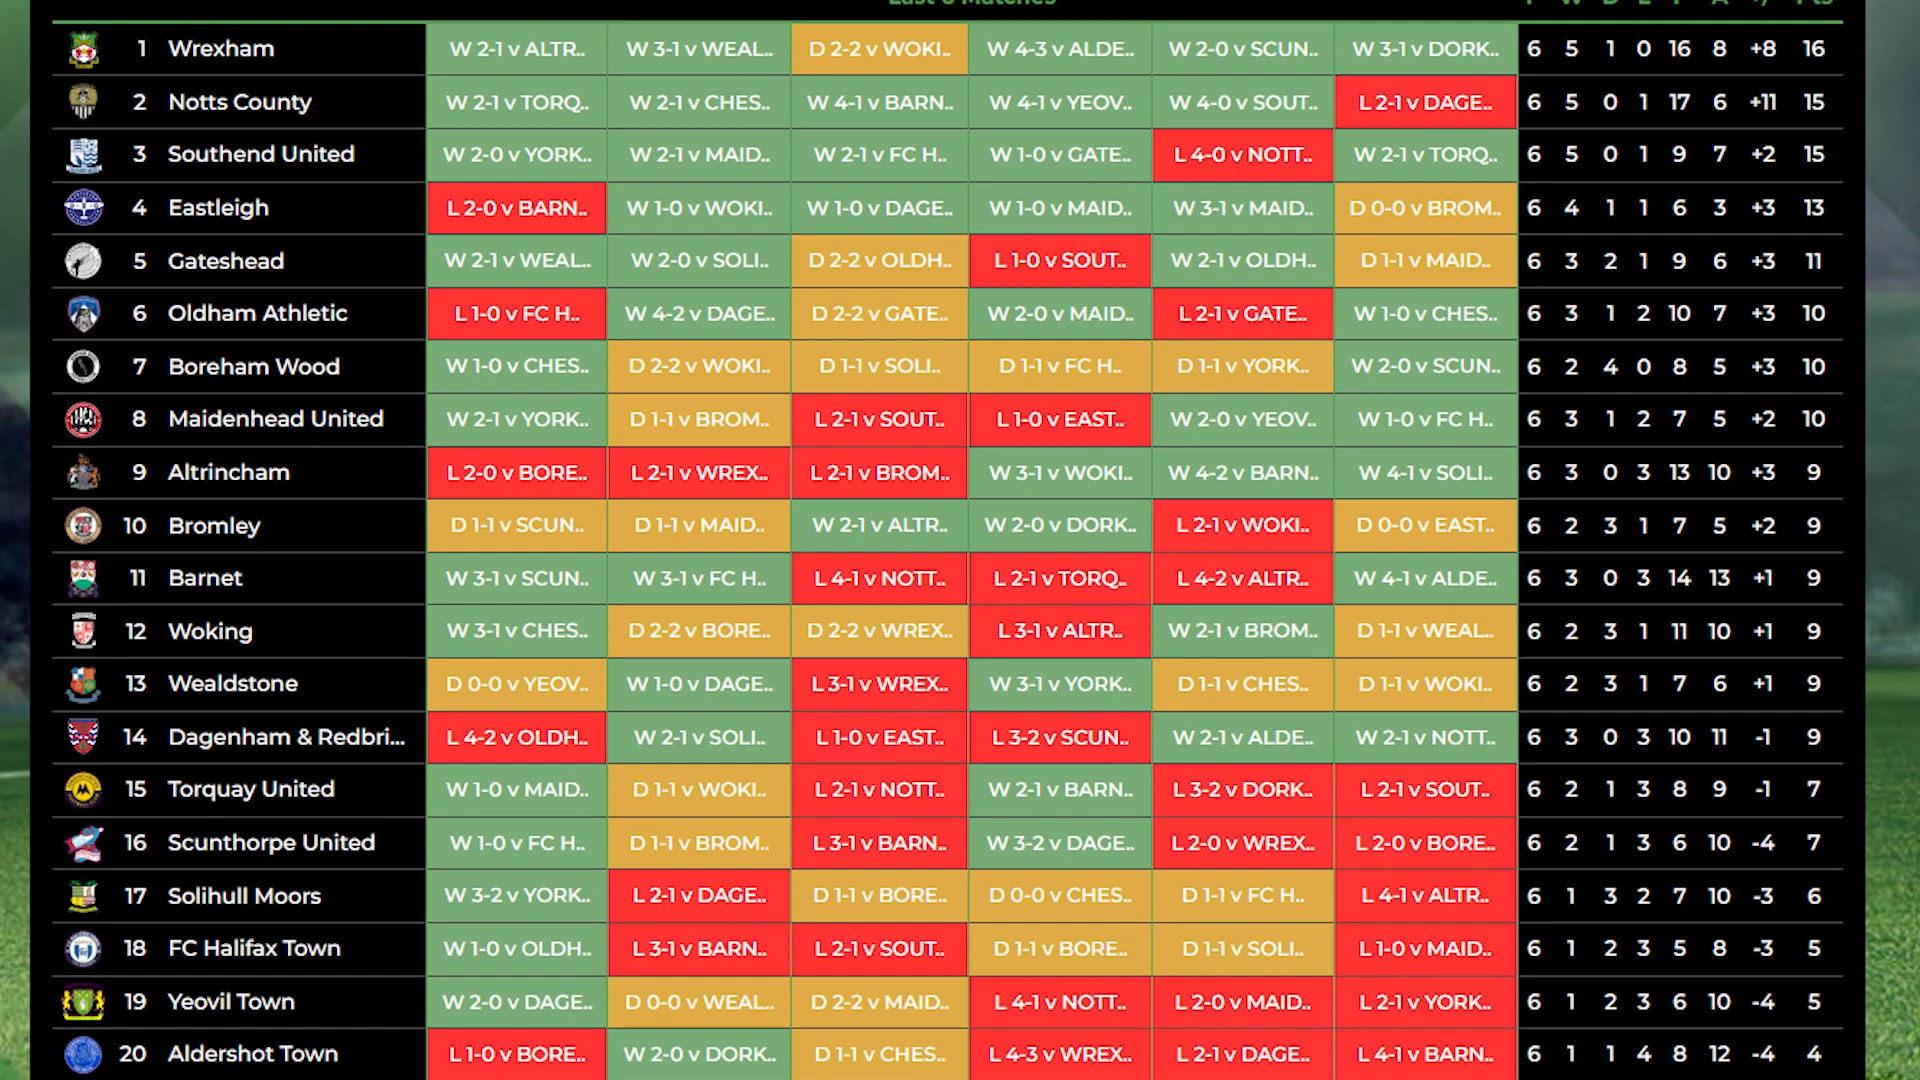 Last 6 Matches P W D L F A +/- Pts
1 Wrexham W 2-1 v ALTR.. W 3-1 v WEAL.. D 2-2 v WOKI.. W 4-3 v ALDE.. W 2-0 v SCUN.. W 3-1 v DORK.. 6 5 1 0 16 8 +8 16
2 Notts County W 2-1 v TORQ.. W 2-1 v CHES.. W 4-1 v BARN.. W 4-1 v YEOV.. W 4-0 v SOUT.. L 2-1 v DAGE.. 6 5 0 1 17 6 +11 15
3 Southend United W 2-0 v YORK.. W 2-1 v MAID.. W 2-1 v FC H.. W 1-0 v GATE.. L 4-0 v NOTT.. W 2-1 v TORQ.. 6 5 0 1 9 7 +2 15
4 Eastleigh L 2-0 v BARN.. W 1-0 v WOKI.. W 1-0 v DAGE.. W 1-0 v MAID.. W 3-1 v MAID.. D 0-0 v BROM.. 6 4 1 1 6 3 +3 13
5 Gateshead W 2-1 v WEAL.. W 2-0 v SOLI.. D 2-2 v OLDH.. L 1-0 v SOUT.. W 2-1 v OLDH.. D 1-1 v MAID.. 6 3 2 1 9 6 +3 11
6 Oldham Athletic L 1-0 v FC H.. W 4-2 v DAGE.. D 2-2 v GATE.. W 2-0 v MAID.. L 2-1 v GATE.. W 1-0 v CHES.. 6 3 1 2 10 7 +3 10
7 Boreham Wood W 1-0 v CHES.. D 2-2 v WOKI.. D 1-1 v SOLI.. D 1-1 v FC H.. D 1-1 v YORK.. W 2-0 v SCUN.. 6 2 4 0 8 5 +3 10
8 Maidenhead United W 2-1 v YORK.. D 1-1 v BROM.. L 2-1 v SOUT.. L 1-0 v EAST.. W 2-0 v YEOV.. W 1-0 v FC H.. 6 3 1 2 7 5 +2 10
9 Altrincham L 2-0 v BORE.. L 2-1 v WREX.. L 2-1 v BROM.. W 3-1 v WOKI.. W 4-2 v BARN.. W 4-1 v SOLI.. 6 3 0 3 13 10 +3 9
10 Bromley D 1-1 v SCUN.. D 1-1 v MAID.. W 2-1 v ALTR.. W 2-0 v DORK.. L 2-1 v WOKI.. D 0-0 v EAST.. 6 2 3 1 7 5 +2 9
11 Barnet W 3-1 v SCUN.. W 3-1 v FC H.. L 4-1 v NOTT.. L 2-1 v TORQ.. L 4-2 v ALTR.. W 4-1 v ALDE.. 6 3 0 3 14 13 +1 9
12 Woking W 3-1 v CHES.. D 2-2 v BORE.. D 2-2 v WREX.. L 3-1 v ALTR.. W 2-1 v BROM.. D 1-1 v WEAL.. 6 2 3 1 11 10 +1 9
13 Wealdstone D 0-0 v YEOV.. W 1-0 v DAGE.. L 3-1 v WREX.. W 3-1 v YORK.. D 1-1 v CHES.. D 1-1 v WOKI.. 6 2 3 1 7 6 +1 9
14 Dagenham & Redbri... L 4-2 v OLDH.. W 2-1 v SOLI.. L 1-0 v EAST.. L 3-2 v SCUN.. W 2-1 v ALDE.. W 2-1 v NOTT.. 6 3 0 3 10 11 -1 9
15 Torquay United W 1-0 v MAID.. D 1-1 v WOKI.. L 2-1 v NOTT.. W 2-1 v BARN.. L 3-2 v DORK.. L 2-1 v SOUT.. 6 2 1 3 8 9 -1 7
16 Scunthorpe United W 1-0 v FC H.. D 1-1 v BROM.. L 3-1 v BARN.. W 3-2 v DAGE.. L 2-0 v WREX.. L 2-0 v BORE.. 6 2 1 3 6 10 -4 7
17 Solihull Moors W 3-2 v YORK.. L 2-1 v DAGE.. D 1-1 v BORE.. D 0-0 v CHES.. D 1-1 v FC H.. L 4-1 v ALTR.. 6 1 3 2 7 10 -3 6
18 FC Halifax Town W 1-0 v OLDH.. L 3-1 v BARN.. L 2-1 v SOUT.. D 1-1 v BORE.. D 1-1 v SOLI.. L 1-0 v MAID.. 6 1 2 3 5 8 -3 5
19 Yeovil Town W 2-0 v DAGE.. D 0-0 v WEAL.. D 2-2 v MAID.. L 4-1 v NOTT.. L 2-0 v MAID.. L 2-1 v YORK.. 6 1 2 3 6 10 -4 5
20 Aldershot Town L 1-0 v BORE.. W 2-0 v DORK.. D 1-1 v CHES.. L 4-3 v WREX.. L 2-1 v DAGE.. L 4-1 v BARN.. 6 1 1 4 8 12 -4 4